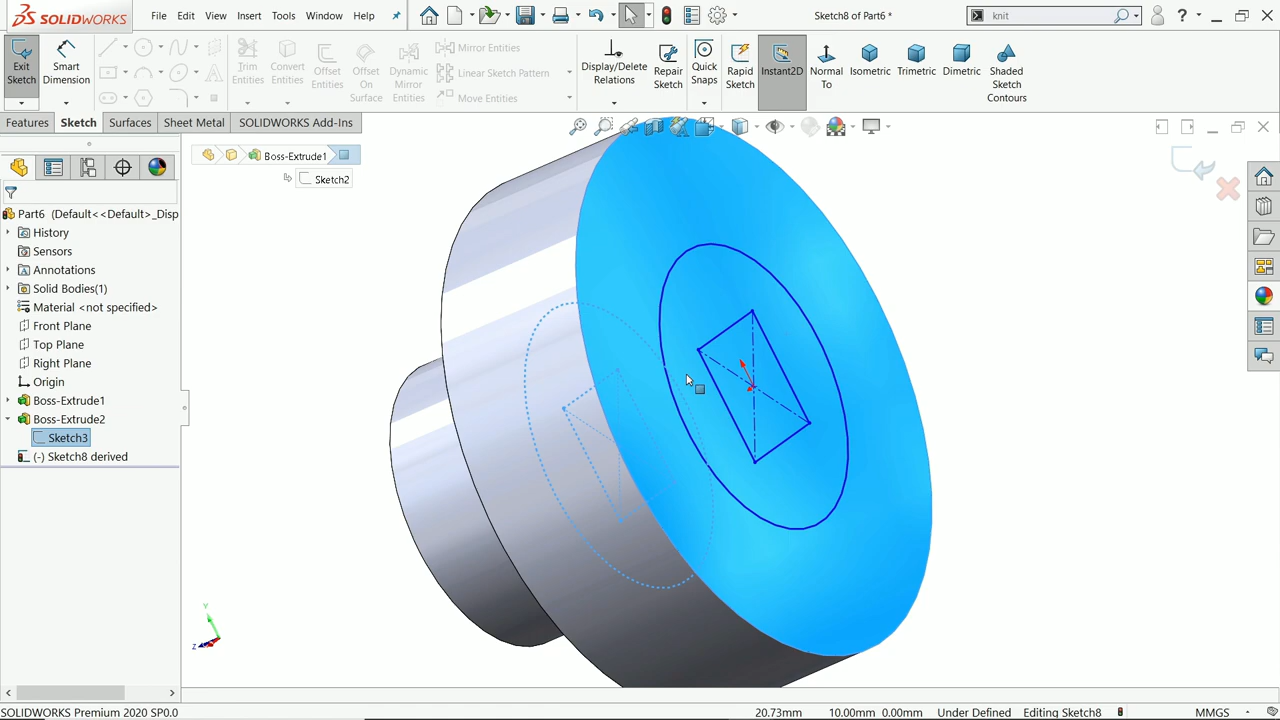 SOLIDWORKS
File Edit View Insert Tools Window Help
Sketch8 of Part6 *
knit
?
Exit Sketch
Smart Dimension
Trim Entities
Convert Entities
Offset Entities
Offset On Surface
Dynamic Mirror Entities
Mirror Entities
Linear Sketch Pattern
Move Entities
Display/Delete Relations
Repair Sketch
Quick Snaps
Rapid Sketch
Instant2D
Normal To
Isometric
Trimetric
Dimetric
Shaded Sketch Contours
Features Sketch Surfaces Sheet Metal SOLIDWORKS Add-Ins
Boss-Extrude1
Sketch2
Part6 (Default<<Default>_Disp
History
Sensors
Annotations
Solid Bodies(1)
Material <not specified>
Front Plane
Top Plane
Right Plane
Origin
Boss-Extrude1
Boss-Extrude2
Sketch3
(-) Sketch8 derived
Y
Z
SOLIDWORKS Premium 2020 SP0.0
20.73mm 10.00mm 0.00mm Under Defined Editing Sketch8 MMGS